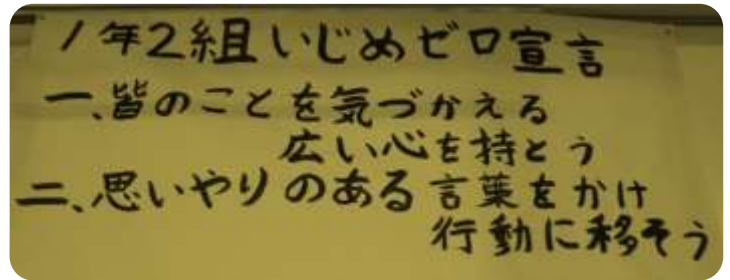 1年2組いじめゼロ宣言
一、皆のことを気づかえる
広い心を持とう
二、思いやりのある言葉をかけ
行動に移そう